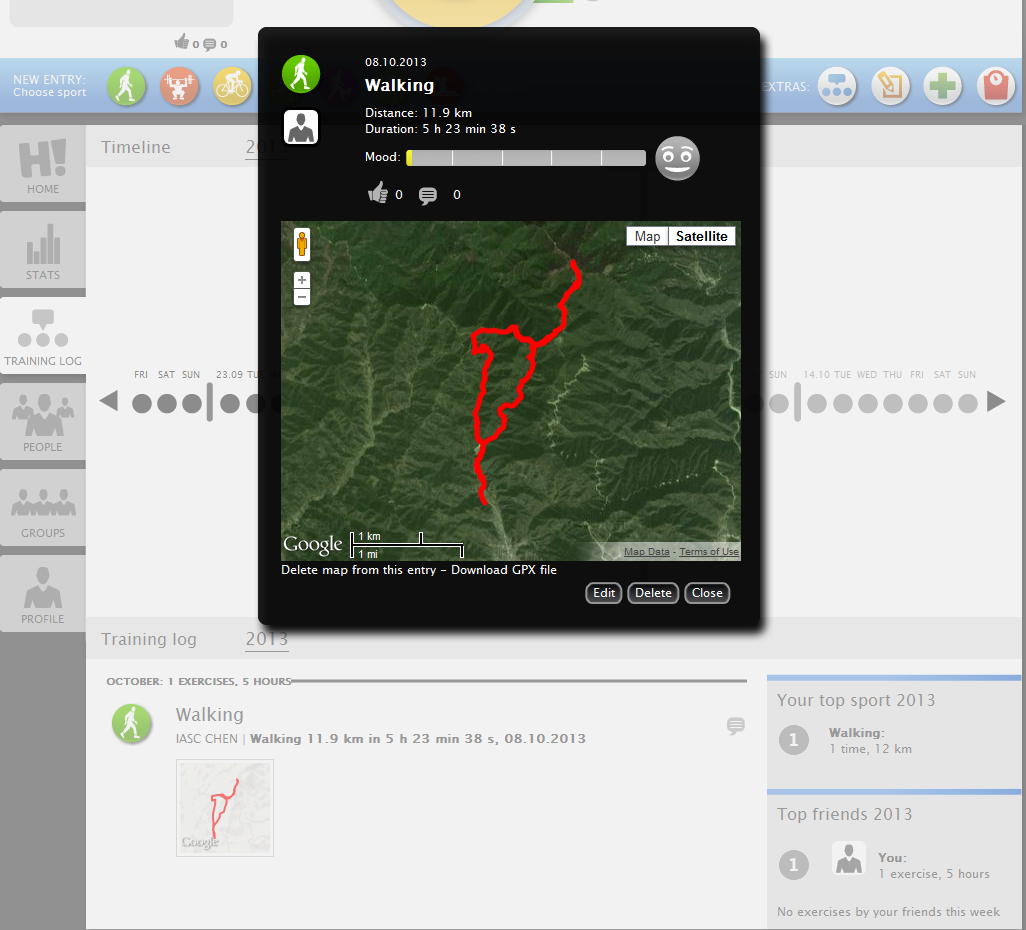 0 0
NEW ENTRY:
Choose sport
EXTRAS:
08.10.2013
Walking
Distance: 11.9 km
Duration: 5 h 23 min 38 s
Mood:
0 0
Map Satellite
+
−
Google
1 km
1 mi
Map Data - Terms of Use
Delete map from this entry - Download GPX file
Edit Delete Close
H!
HOME
STATS
TRAINING LOG
PEOPLE
GROUPS
PROFILE
Timeline
FRI SAT SUN 23.09 TUE
SUN 14.10 TUE WED THU FRI SAT SUN
Training log 2013
OCTOBER: 1 EXERCISES, 5 HOURS
Walking
IASC CHEN | Walking 11.9 km in 5 h 23 min 38 s, 08.10.2013
Google
Your top sport 2013
1
Walking:
1 time, 12 km
Top friends 2013
1
You:
1 exercise, 5 hours
No exercises by your friends this week